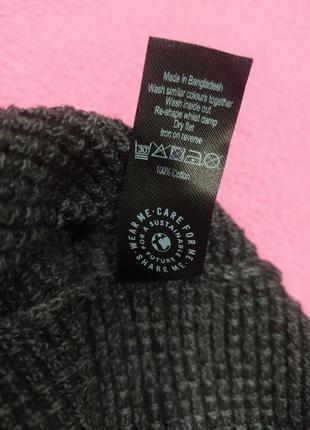 Made in Bangladesh
Wash similar colours together
Wash inside out
Re-shape whilst damp
Dry flat
Iron on reverse
30°
100% Cotton
WEAR ME · CARE FOR ME · SHARE ME ·
FOR A SUSTAINABLE FUTURE